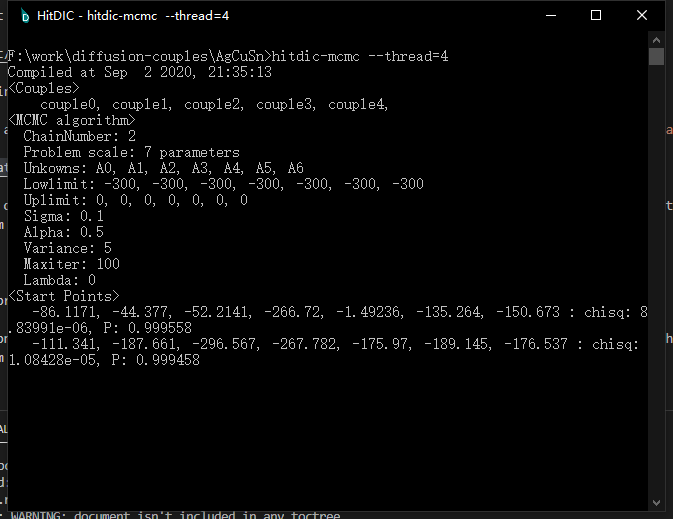 HitDIC - hitdic-mcmc --thread=4
F:\work\diffusion-couples\AgCuSn>hitdic-mcmc --thread=4
Compiled at Sep  2 2020, 21:35:13
<Couples>
    couple0, couple1, couple2, couple3, couple4,
<MCMC algorithm>
  ChainNumber: 2
  Problem scale: 7 parameters
  Unkowns: A0, A1, A2, A3, A4, A5, A6
  Lowlimit: -300, -300, -300, -300, -300, -300, -300
  Uplimit: 0, 0, 0, 0, 0, 0, 0
  Sigma: 0.1
  Alpha: 0.5
  Variance: 5
  Maxiter: 100
  Lambda: 0
<Start Points>
   -86.1171, -44.377, -52.2141, -266.72, -1.49236, -135.264, -150.673 : chisq: 8
.83991e-06, P: 0.999558
   -111.341, -187.661, -296.567, -267.782, -175.97, -189.145, -176.537 : chisq:
1.08428e-05, P: 0.999458
WARNING: document isn't included in any toctree